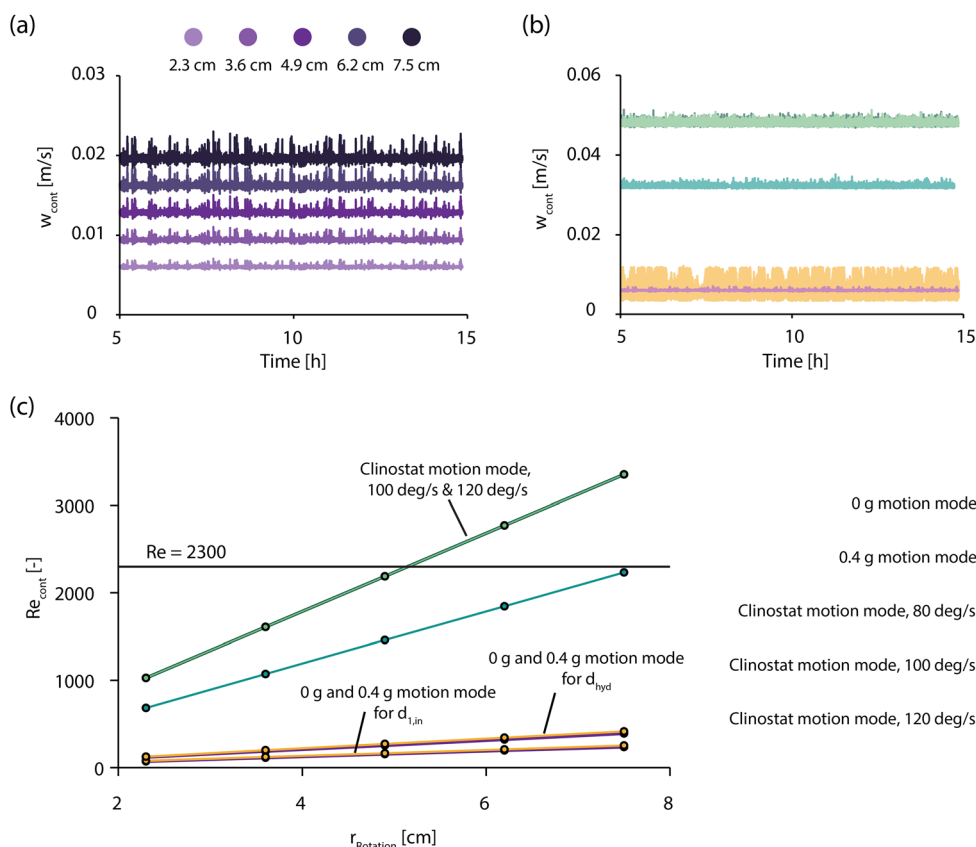 (a)
2.3 cm 3.6 cm 4.9 cm 6.2 cm 7.5 cm
0.03
0.02
0.01
0
w_cont [m/s]
5 10 15
Time [h]
(b)
0.06
0.04
0.02
0
w_cont [m/s]
5 10 15
Time [h]
(c)
4000
3000
2000
1000
0
Re_cont [-]
Clinostat motion mode,
100 deg/s & 120 deg/s
Re = 2300
0 g and 0.4 g motion mode
for d_hyd
0 g and 0.4 g motion mode
for d_1,in
2 4 6 8
r_Rotation [cm]
0 g motion mode
0.4 g motion mode
Clinostat motion mode, 80 deg/s
Clinostat motion mode, 100 deg/s
Clinostat motion mode, 120 deg/s